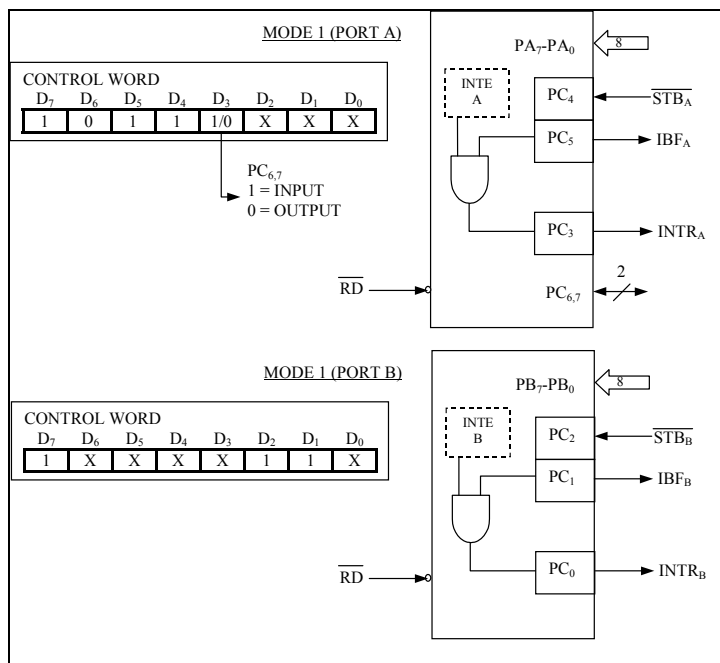 MODE 1 (PORT A)
CONTROL WORD
D7 D6 D5 D4 D3 D2 D1 D0
1 0 1 1 1/0 X X X
PC6,7
1 = INPUT
0 = OUTPUT
PA7-PA0
8
INTE
A
PC4
STBA
PC5
IBFA
PC3
INTRA
RD
PC6,7
2
MODE 1 (PORT B)
CONTROL WORD
D7 D6 D5 D4 D3 D2 D1 D0
1 X X X X 1 1 X
PB7-PB0
8
INTE
B
PC2
STBB
PC1
IBFB
PC0
INTRB
RD